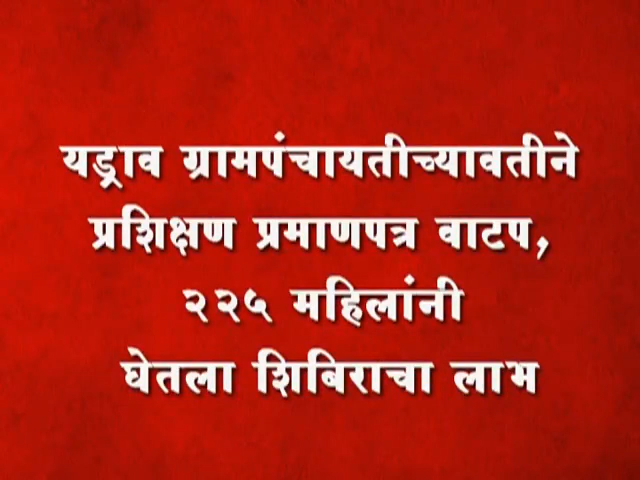 यड्राव ग्रामपंचायतीच्यावतीने
प्रशिक्षण प्रमाणपत्र वाटप,
२२५ महिलांनी
घेतला शिबिराचा लाभ